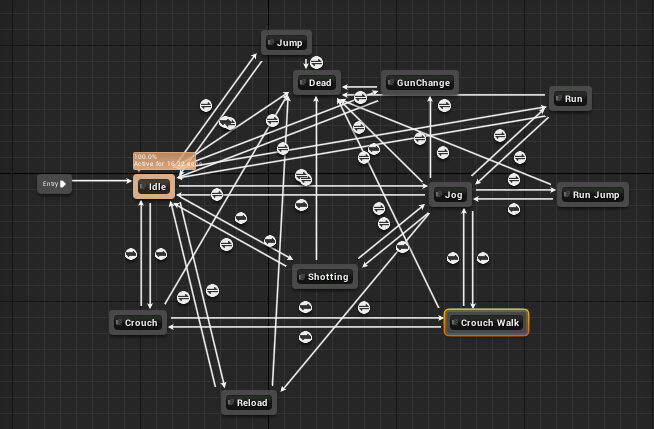 Jump
Dead
GunChange
Run
100.0%
Active for 16.22 secs
Entry
Idle
Jog
Run Jump
Shotting
Crouch
Crouch Walk
Reload